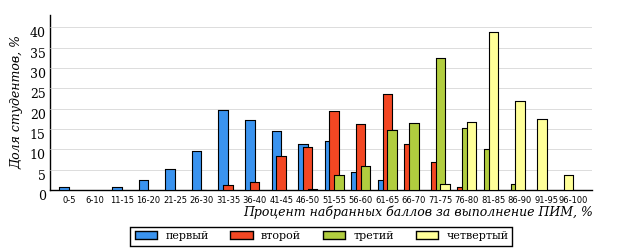 Доля студентов, %
40
35
30
25
20
15
10
5
0
0-5 6-10 11-15 16-20 21-25 26-30 31-35 36-40 41-45 46-50 51-55 56-60 61-65 66-70 71-75 76-80 81-85 86-90 91-95 96-100
Процент набранных баллов за выполнение ПИМ, %
первый второй третий четвертый